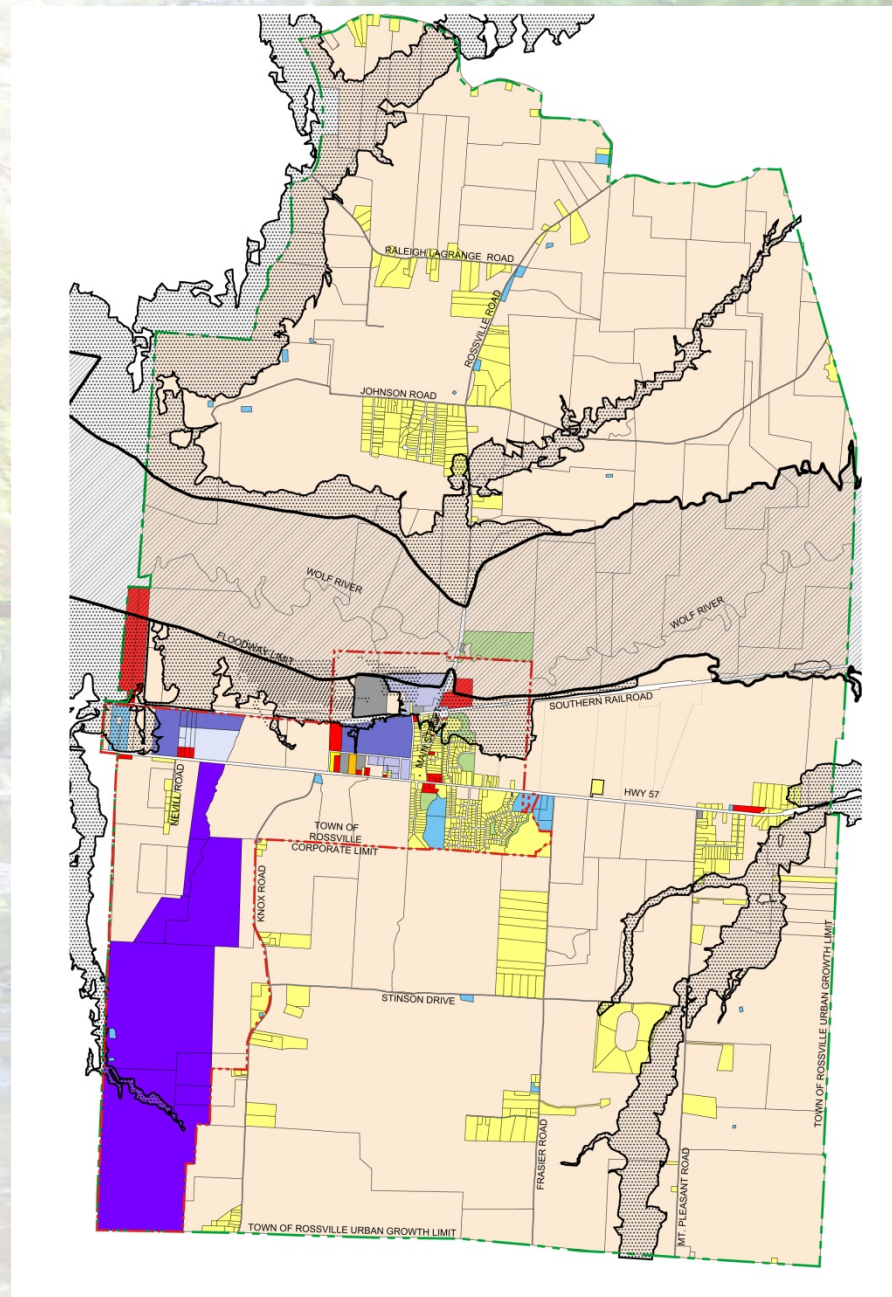 RALEIGH LAGRANGE ROAD
ROSSVILLE ROAD
JOHNSON ROAD
WOLF RIVER
WOLF RIVER
FLOODWAY LIMIT
SOUTHERN RAILROAD
MAIN ST
HWY 57
NEVILL ROAD
TOWN OF
ROSSVILLE
CORPORATE LIMIT
KNOX ROAD
STINSON DRIVE
TOWN OF ROSSVILLE URBAN GROWTH LIMIT
FRASIER ROAD
MT. PLEASANT ROAD
TOWN OF ROSSVILLE URBAN GROWTH LIMIT